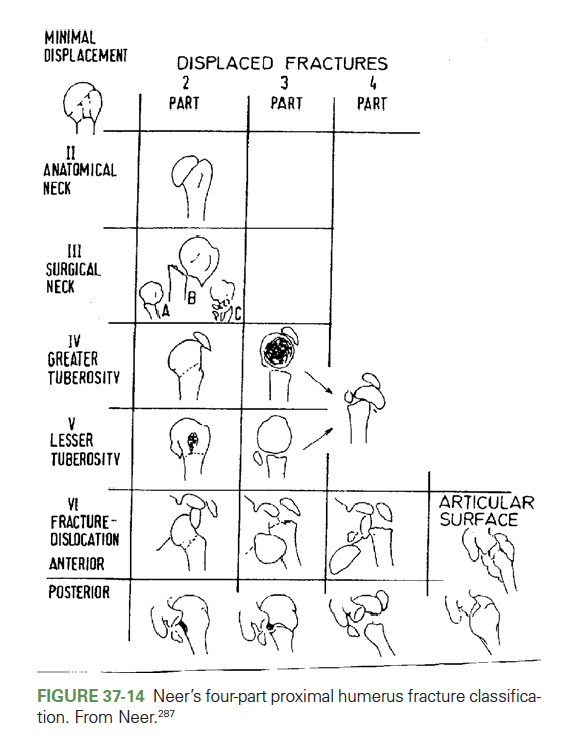 MINIMAL
DISPLACEMENT
DISPLACED FRACTURES
2
PART
3
PART
4
PART
II
ANATOMICAL
NECK
III
SURGICAL
NECK
A
B
C
IV
GREATER
TUBEROSITY
V
LESSER
TUBEROSITY
VI
FRACTURE-
DISLOCATION
ANTERIOR
POSTERIOR
ARTICULAR
SURFACE
FIGURE 37-14 Neer's four-part proximal humerus fracture classifica-
tion. From Neer.287